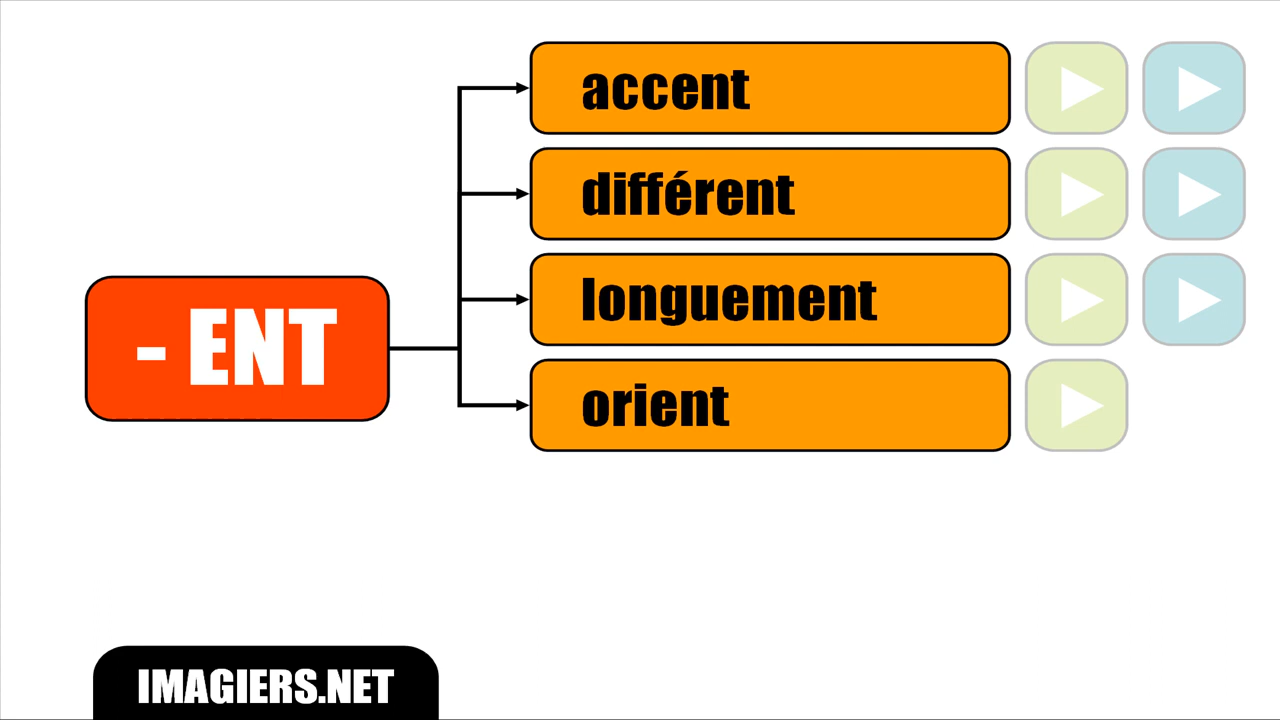 accent
différent
longuement
- ENT
orient
IMAGIERS.NET